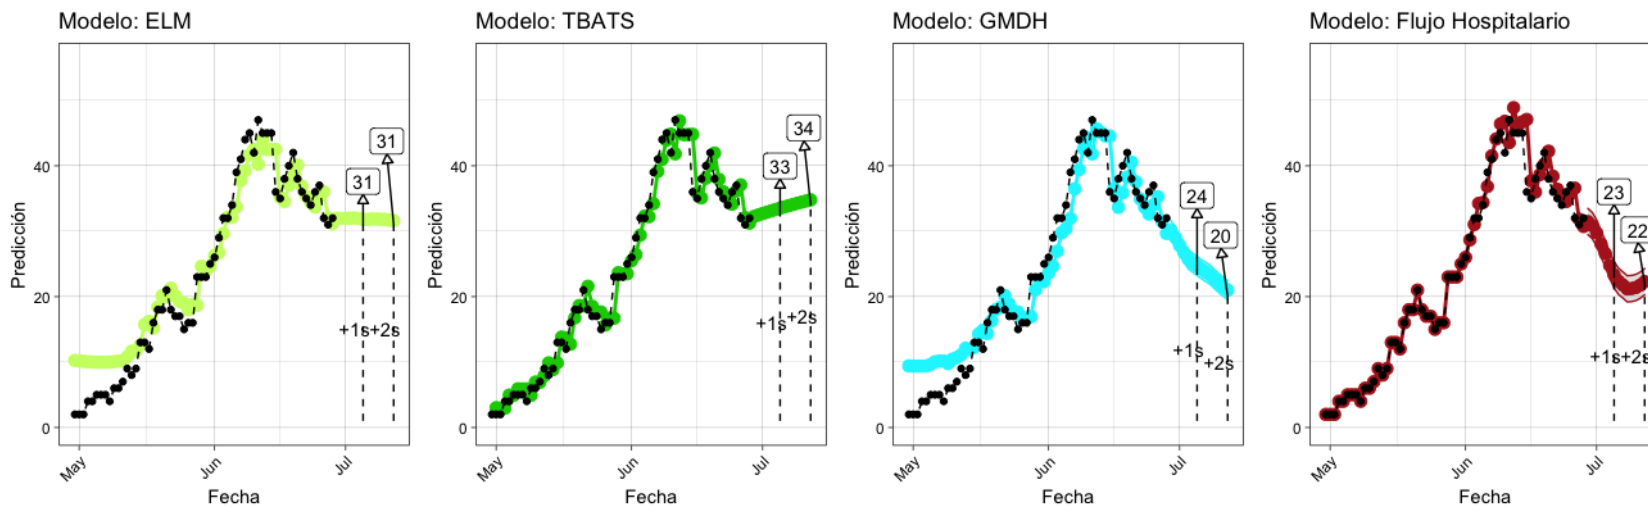 Modelo: ELM
Predicción
40
20
0
31
31
+1s+2s
May
Jun
Jul
Fecha
Modelo: TBATS
Predicción
40
20
0
33
34
+1s+2s
May
Jun
Jul
Fecha
Modelo: GMDH
Predicción
40
20
0
24
20
+1s
+2s
May
Jun
Jul
Fecha
Modelo: Flujo Hospitalario
Predicción
40
20
0
23
22
+1s+2s
May
Jun
Jul
Fecha